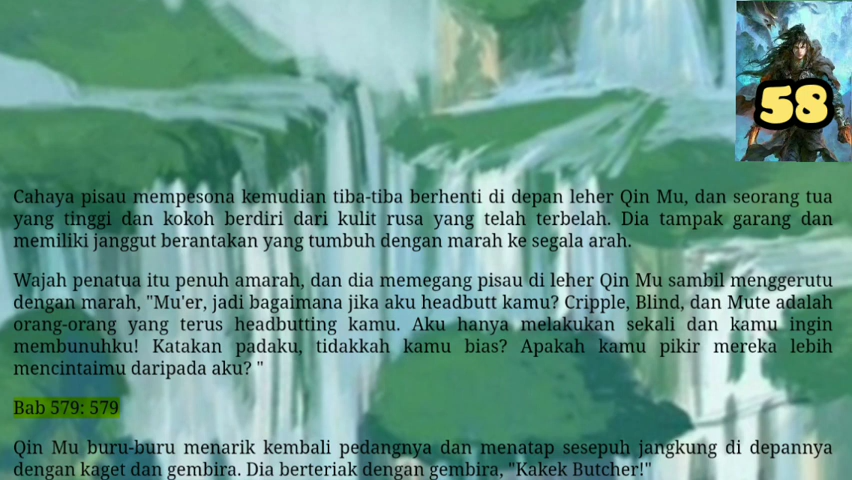 58
Cahaya pisau mempesona kemudian tiba-tiba berhenti di depan leher Qin Mu, dan seorang tua
yang tinggi dan kokoh berdiri dari kulit rusa yang telah terbelah. Dia tampak garang dan
memiliki janggut berantakan yang tumbuh dengan marah ke segala arah.
Wajah penatua itu penuh amarah, dan dia memegang pisau di leher Qin Mu sambil menggerutu
dengan marah, "Mu'er, jadi bagaimana jika aku headbutt kamu? Cripple, Blind, dan Mute adalah
orang-orang yang terus headbutting kamu. Aku hanya melakukan sekali dan kamu ingin
membunuhku! Katakan padaku, tidakkah kamu bias? Apakah kamu pikir mereka lebih
mencintaimu daripada aku? "
Bab 579: 579
Qin Mu buru-buru menarik kembali pedangnya dan menatap sesepuh jangkung di depannya
dengan kaget dan gembira. Dia berteriak dengan gembira, "Kakek Butcher!"